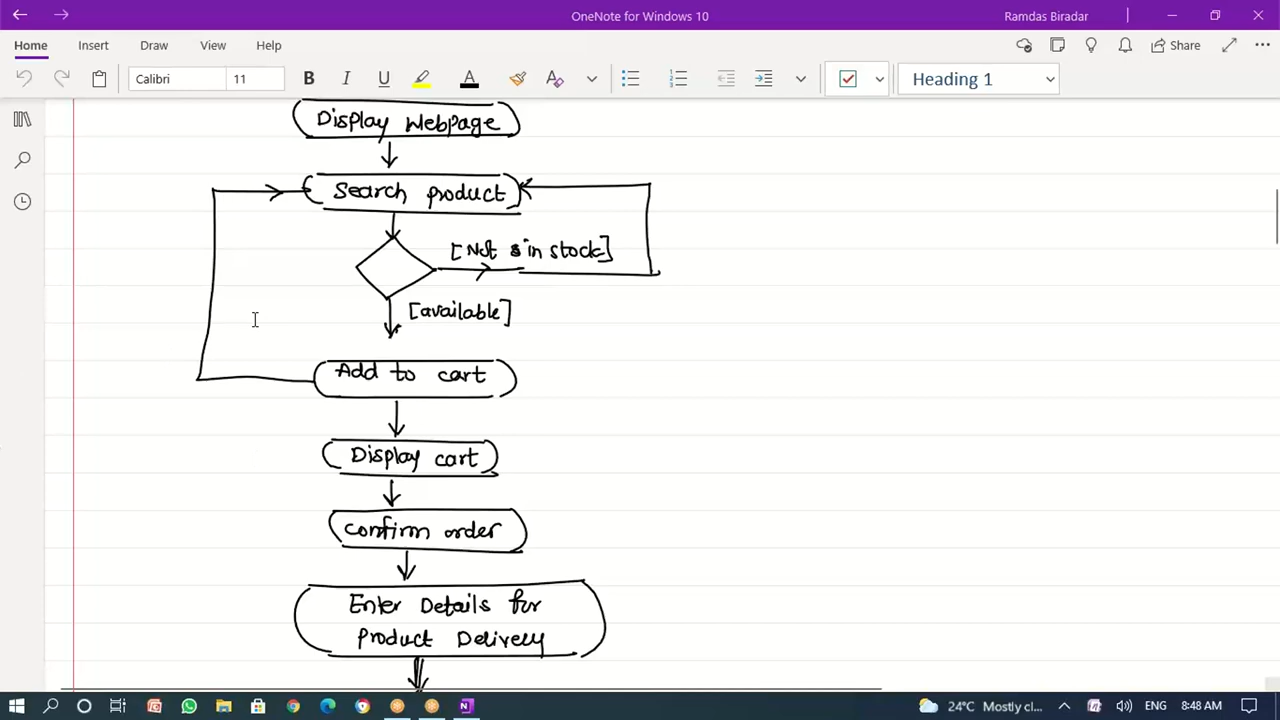 OneNote for Windows 10
Ramdas Biradar
Home Insert Draw View Help
Share
Calibri 11 B I U A Heading 1
Display Webpage
Search product
[Not in stock]
[available]
Add to cart
Display cart
Confirm order
Enter Details for
Product Delivery
24°C Mostly cl... ENG 8:48 AM